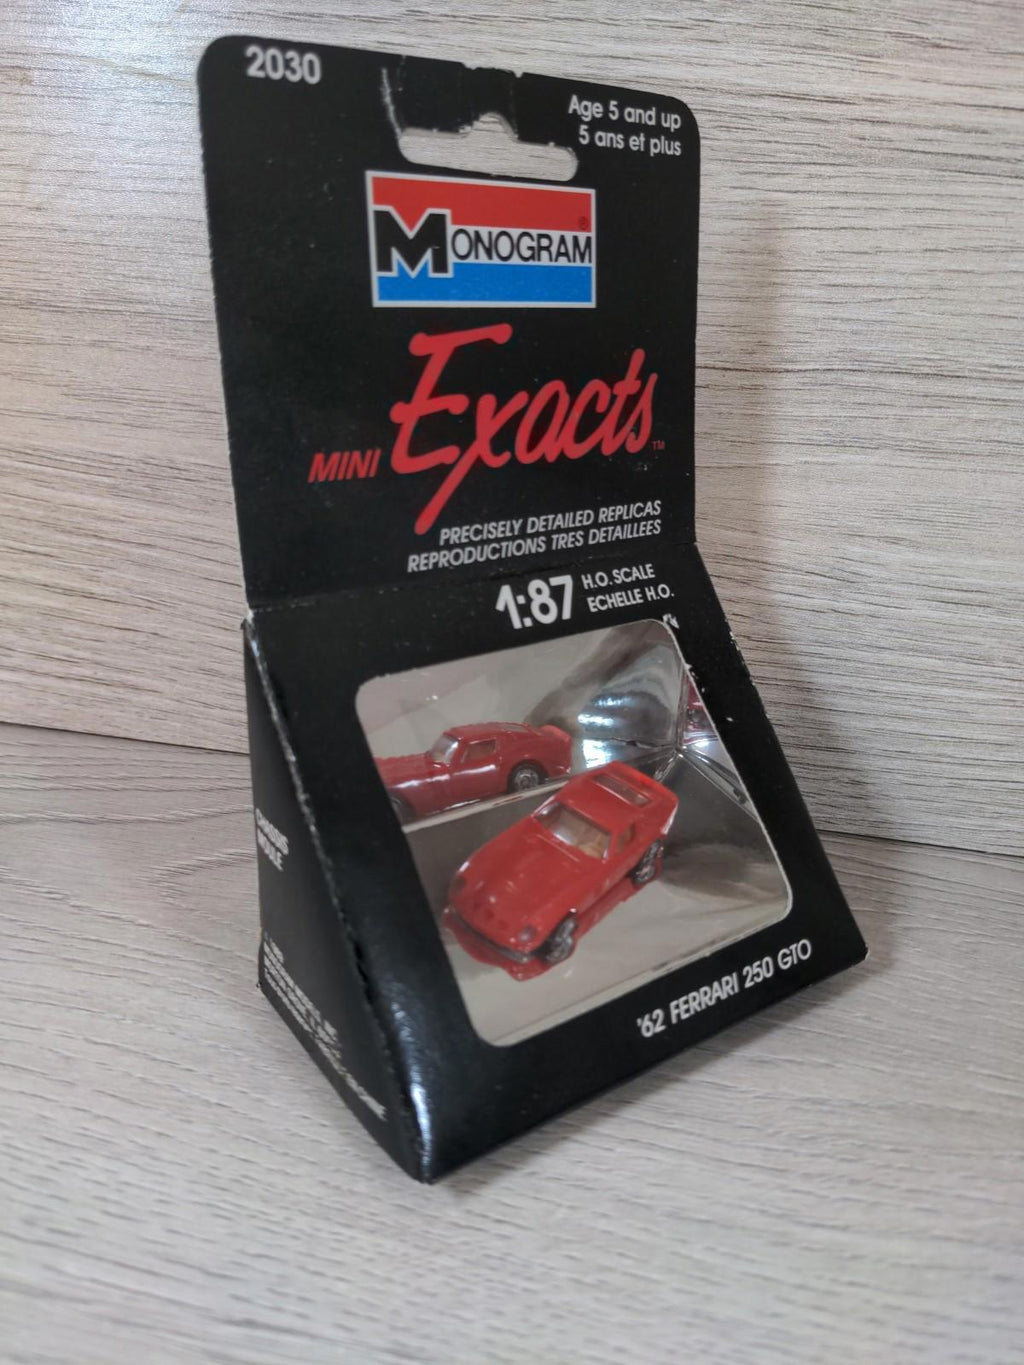 2030
Age 5 and up
5 ans et plus
MONOGRAM®
MINI Exacts™
PRECISELY DETAILED REPLICAS
REPRODUCTIONS TRES DETAILLEES
1:87 H.O. SCALE
ECHELLE H.O.
'62 FERRARI 250 GTO